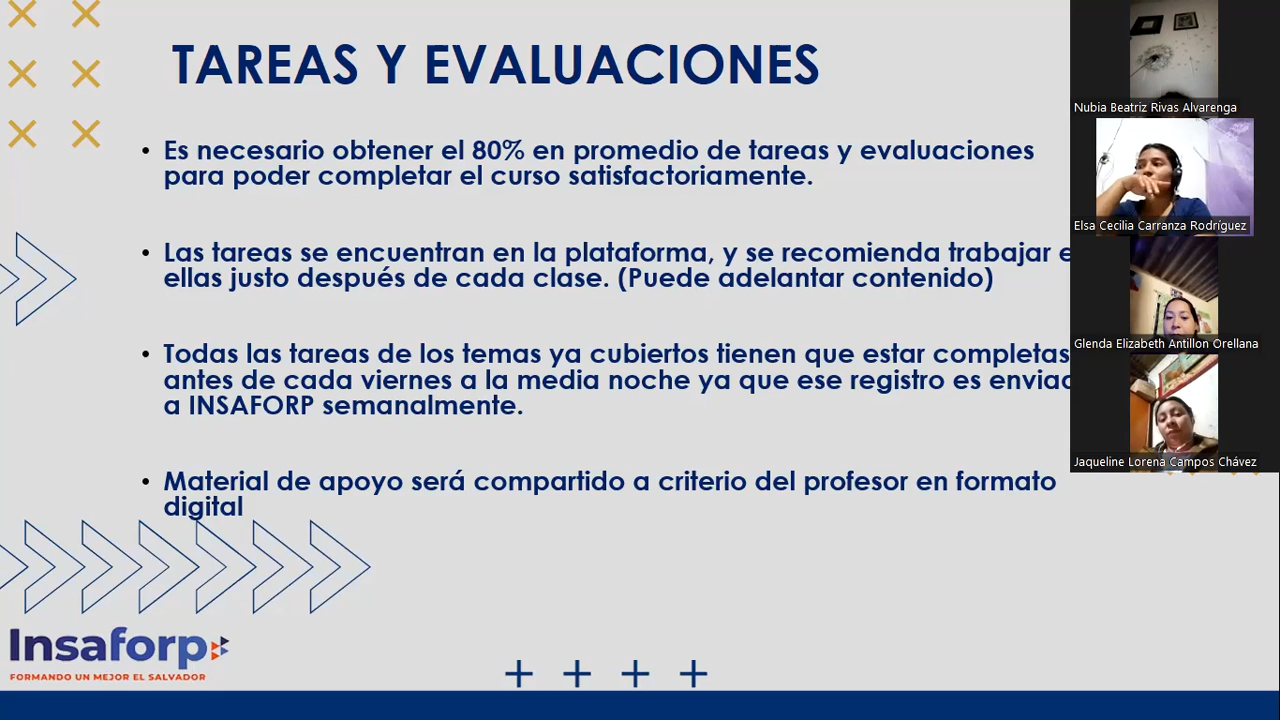 TAREAS Y EVALUACIONES
• Es necesario obtener el 80% en promedio de tareas y evaluaciones
para poder completar el curso satisfactoriamente.
• Las tareas se encuentran en la plataforma, y se recomienda trabajar
ellas justo después de cada clase. (Puede adelantar contenido)
• Todas las tareas de los temas ya cubiertos tienen que estar completas
antes de cada viernes a la media noche ya que ese registro es
a INSAFORP semanalmente.
• Material de apoyo será compartido a criterio del profesor en formato
digital
Insaforp
FORMANDO UN MEJOR EL SALVADOR
Nubia Beatriz Rivas Alvarenga
Elsa Cecilia Carranza Rodríguez
Glenda Elizabeth Antillon Orellana
Jaqueline Lorena Campos Chávez